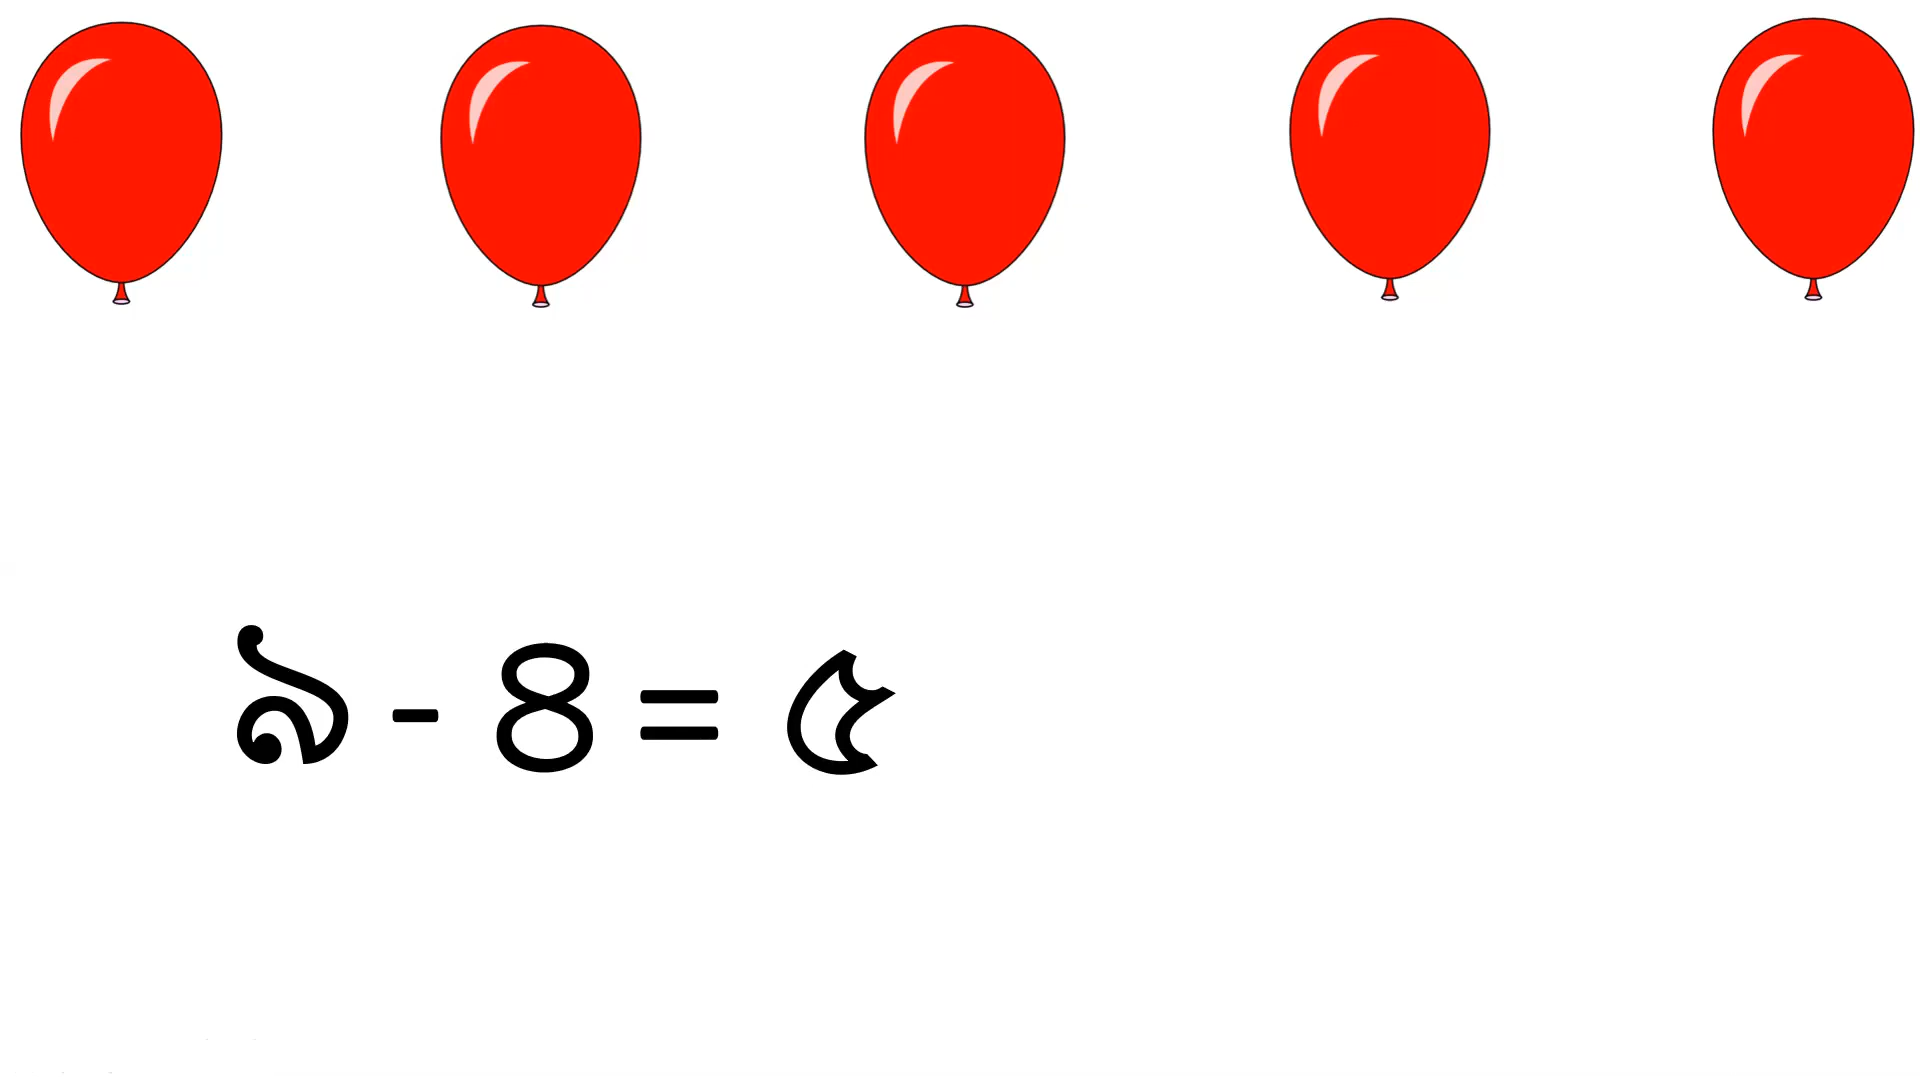 ৯ - ৪ = ৫